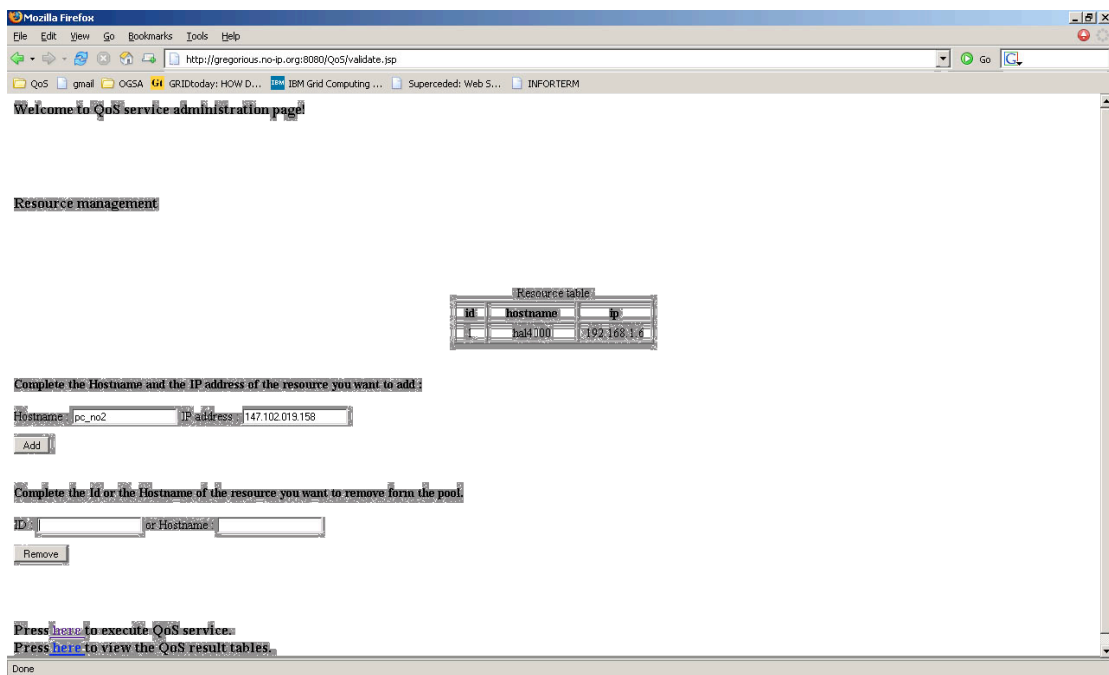 Mozilla Firefox
File Edit View Go Bookmarks Tools Help
http://gregorious.no-ip.org:8080/QoS/validate.jsp Go
QoS gmail OGSA GRIDtoday: HOW D... IBM Grid Computing ... Superceded: Web S... INFORTERM
Welcome to QoS service administration page!
Resource management
Resource table
id hostname ip
1 192.168.1.6
Complete the Hostname and the IP address of the resource you want to add :
Hostname : pc_no2 IP address : 147.102.019.158
Add
Complete the Id or the Hostname of the resource you want to remove form the pool.
ID : or Hostname :
Remove
Press here to execute QoS service.
Press here to view the QoS result tables.
Done